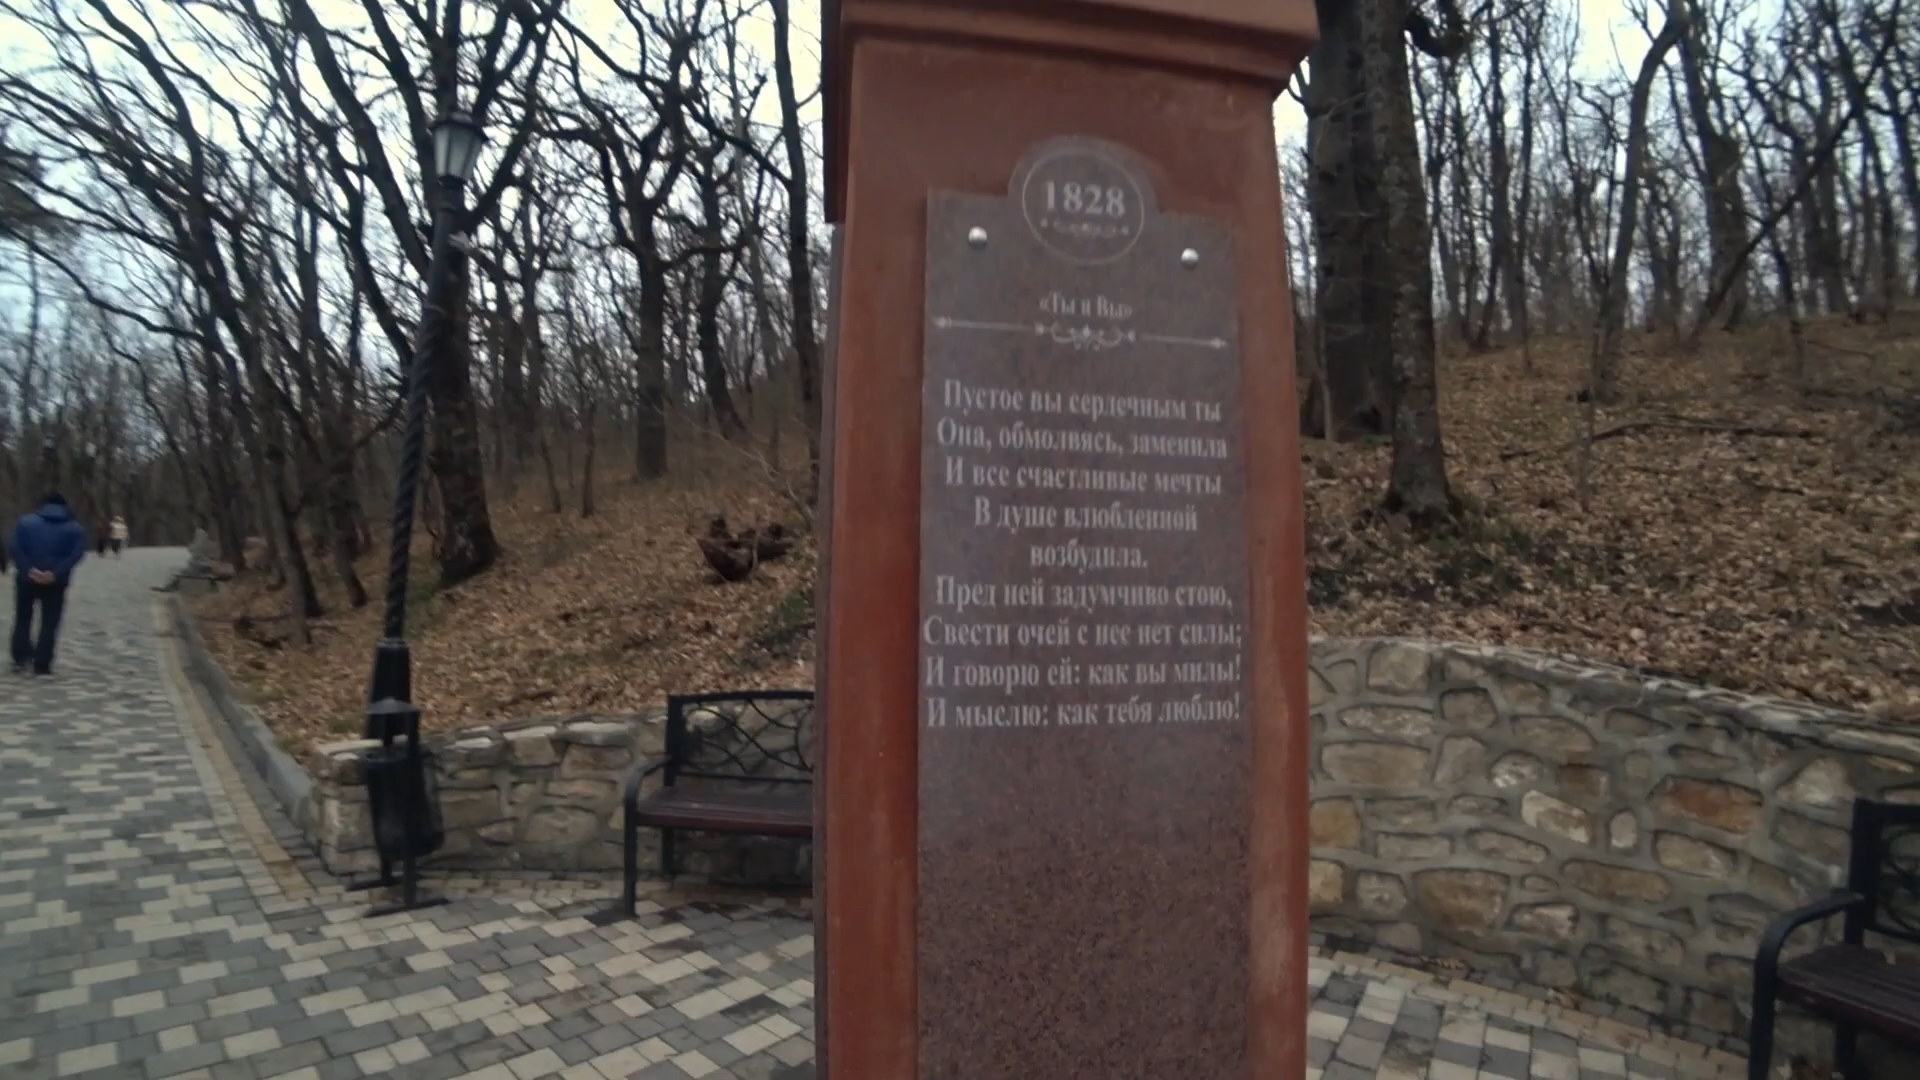 1828
«Ты и Вы»
Пустое вы сердечным ты
Она, обмолвясь, заменила
И все счастливые мечты
В душе влюбленной
возбудила.
Пред ней задумчиво стою,
Свести очей с нее нет силы;
И говорю ей: как вы милы!
И мыслю: как тебя люблю!